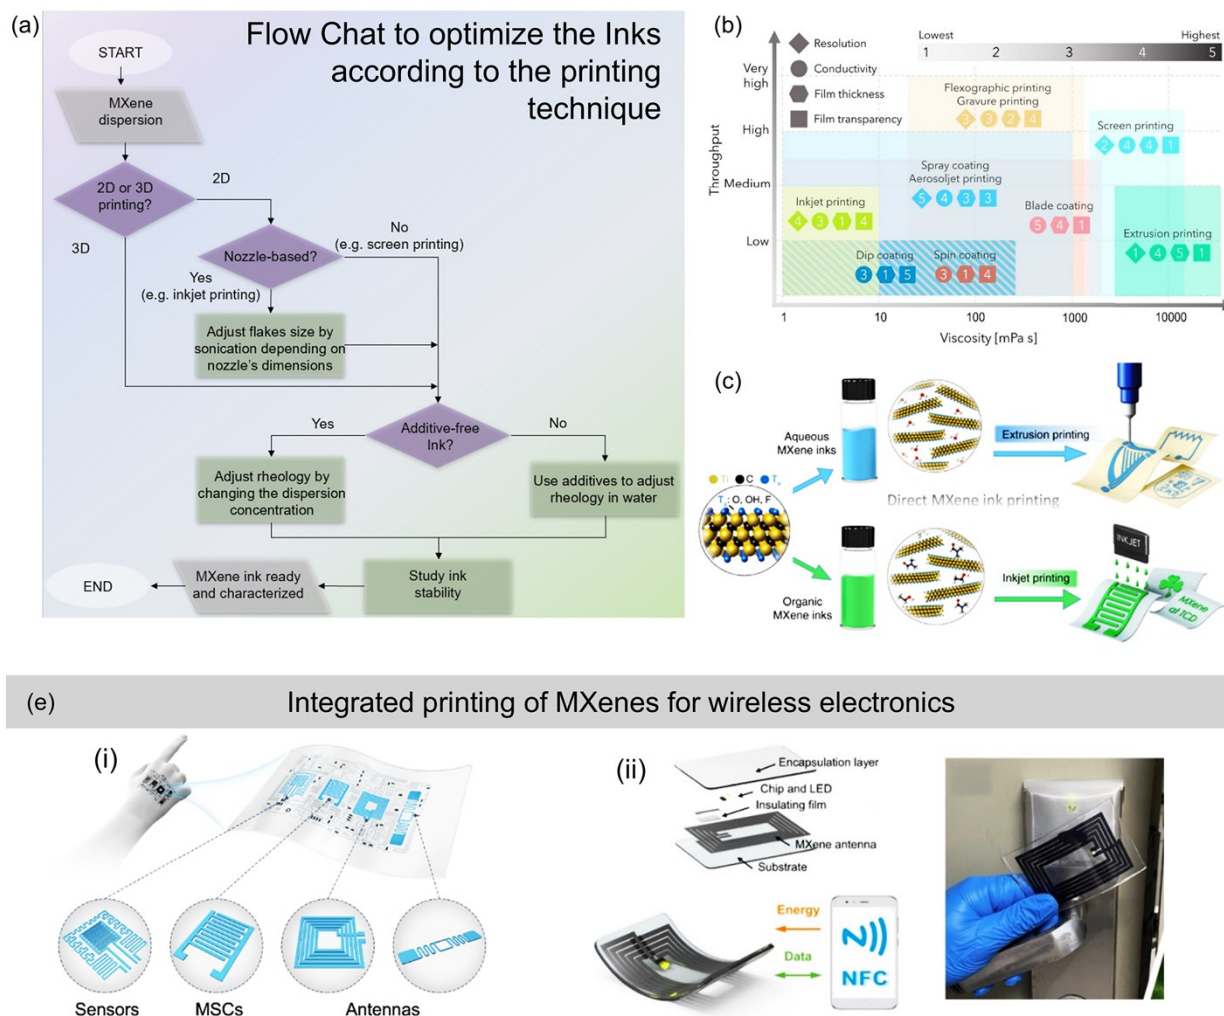 (a)
Flow Chat to optimize the Inks
according to the printing
technique
START
MXene
dispersion
2D or 3D
printing?
2D
3D
Nozzle-based?
No
(e.g. screen printing)
Yes
(e.g. inkjet printing)
Adjust flakes size by
sonication depending on
nozzle's dimensions
Additive-free
Ink?
Yes
No
Adjust rheology by
changing the dispersion
concentration
Use additives to adjust
rheology in water
Study ink
stability
MXene ink ready
and characterized
END
(b)
Resolution
Conductivity
Film thickness
Film transparency
Lowest
Highest
1 2 3 4 5
Throughput
Very
high
High
Medium
Low
Flexographic printing
Gravure printing
3 3 2 4
Screen printing
2 4 4 1
Spray coating
Aerosoljet printing
5 4 3 3
Inkjet printing
4 3 1 4
Blade coating
5 4 1
Extrusion printing
1 4 5 1
Dip coating
3 1 5
Spin coating
3 1 4
1 10 100 1000 10000
Viscosity [mPa s]
(c)
Aqueous
MXene inks
Extrusion printing
Ti C Tx
Tx: O, OH, F
Direct MXene ink printing
Organic
MXene inks
Inkjet printing
INKJET
MXene
at TCD
(e)
Integrated printing of MXenes for wireless electronics
(i)
Sensors
MSCs
Antennas
(ii)
Encapsulation layer
Chip and LED
Insulating film
MXene antenna
Substrate
Energy
Data
NFC